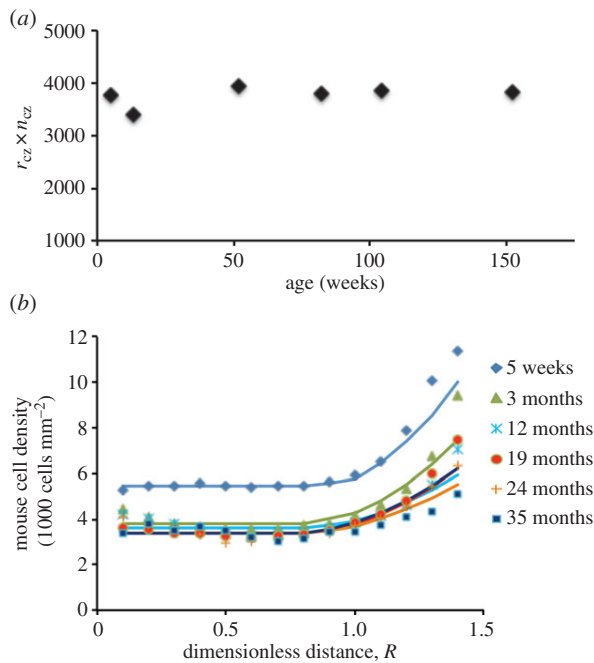 (a)
5000
4000
3000
2000
1000
r_cz × n_cz
0
50
100
150
age (weeks)
(b)
12
10
8
6
4
2
0
mouse cell density
(1000 cells mm⁻²)
0
0.5
1.0
1.5
dimensionless distance, R
5 weeks
3 months
12 months
19 months
24 months
35 months